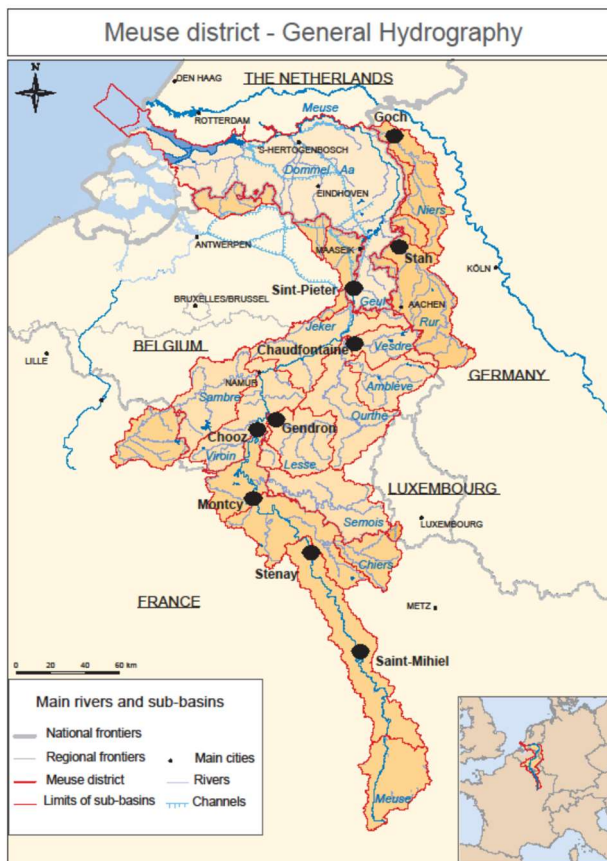 Meuse district - General Hydrography
DEN HAAG
THE NETHERLANDS
ROTTERDAM
Meuse
Goch
S-HERTOGENBOSCH
Dommel
Aa
EINDHOVEN
Niers
ANTWERPEN
MAASEIK
Stah
KÖLN
Sint-Pieter
Geul
AACHEN
BRUXELLES/BRUSSEL
Jeker
Rur
BELGIUM
Chaudfontaine
Vesdre
LILLE
GERMANY
NAMUR
Amblève
Sambre
Ourthe
Gendron
Chooz
Viroin
Lesse
LUXEMBOURG
Montcy
Semois
LUXEMBOURG
Stenay
Chiers
FRANCE
METZ
Saint-Mihiel
0 20 40 60 km
Main rivers and sub-basins
National frontiers
Regional frontiers
Main cities
Meuse district
Rivers
Limits of sub-basins
Channels
Meuse